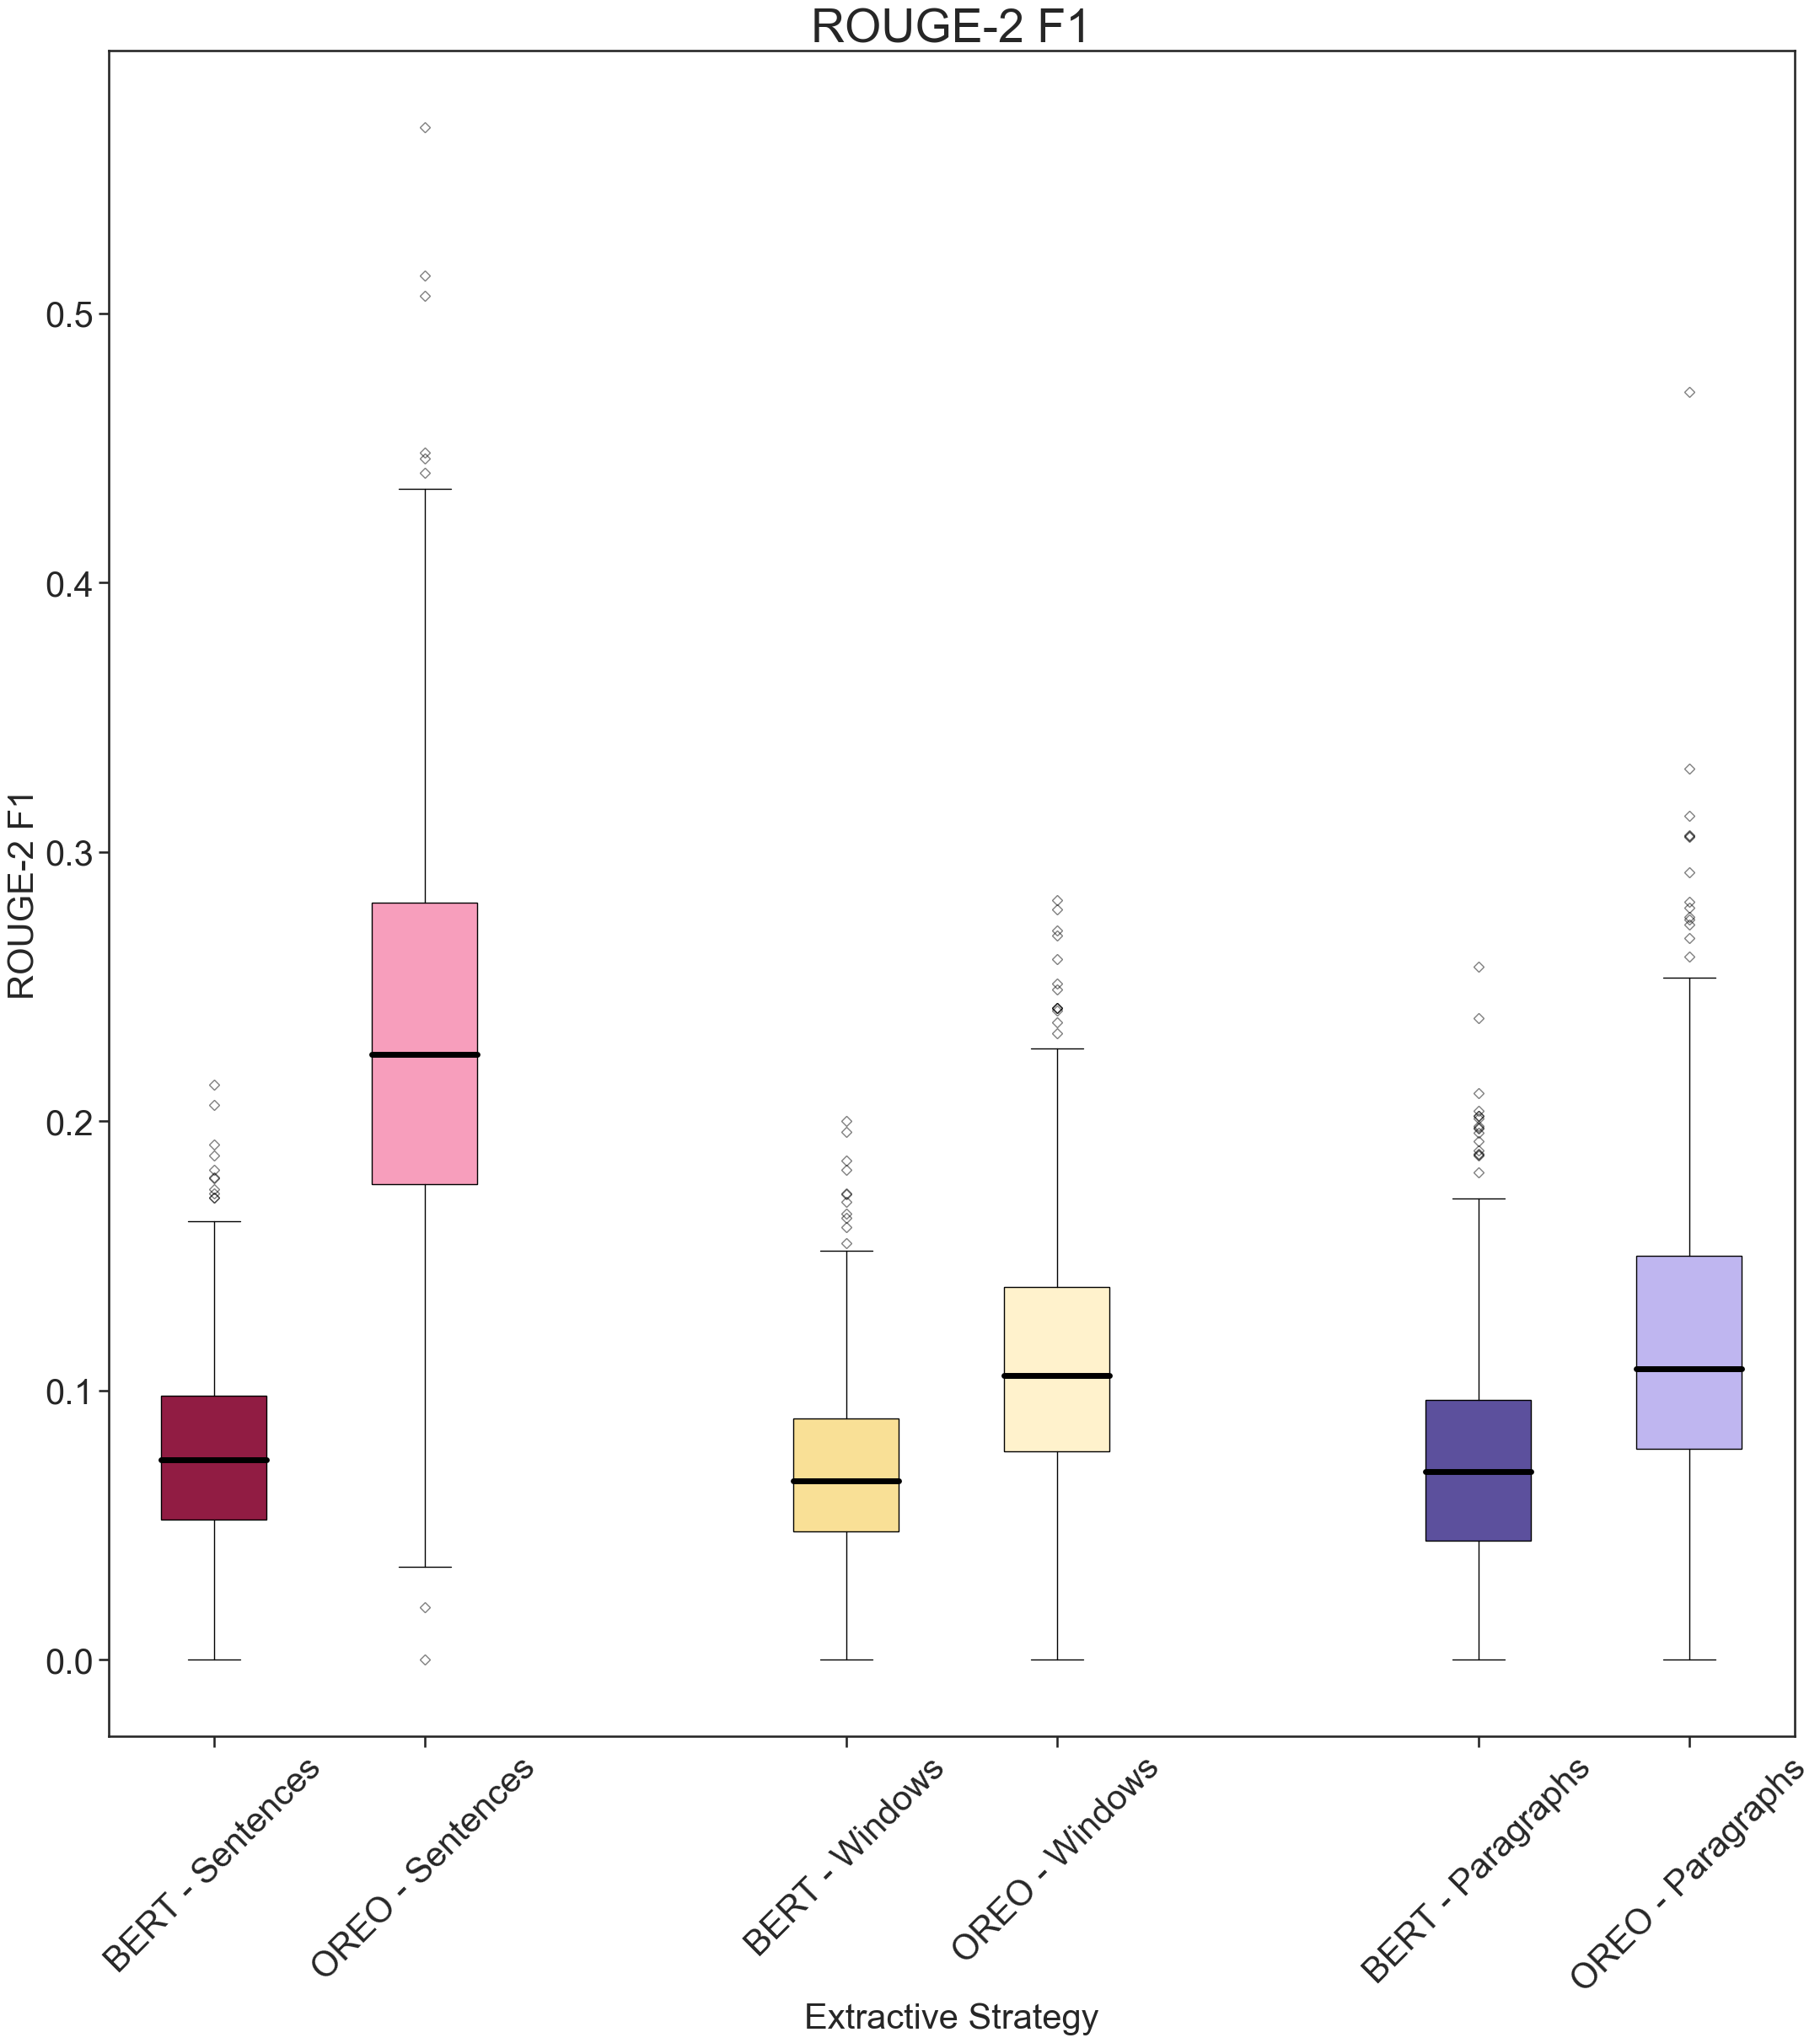 ROUGE-2 F1
ROUGE-2 F1
0.5
0.4
0.3
0.2
0.1
0.0
BERT - Sentences
OREO - Sentences
BERT - Windows
OREO - Windows
BERT - Paragraphs
OREO - Paragraphs
Extractive Strategy